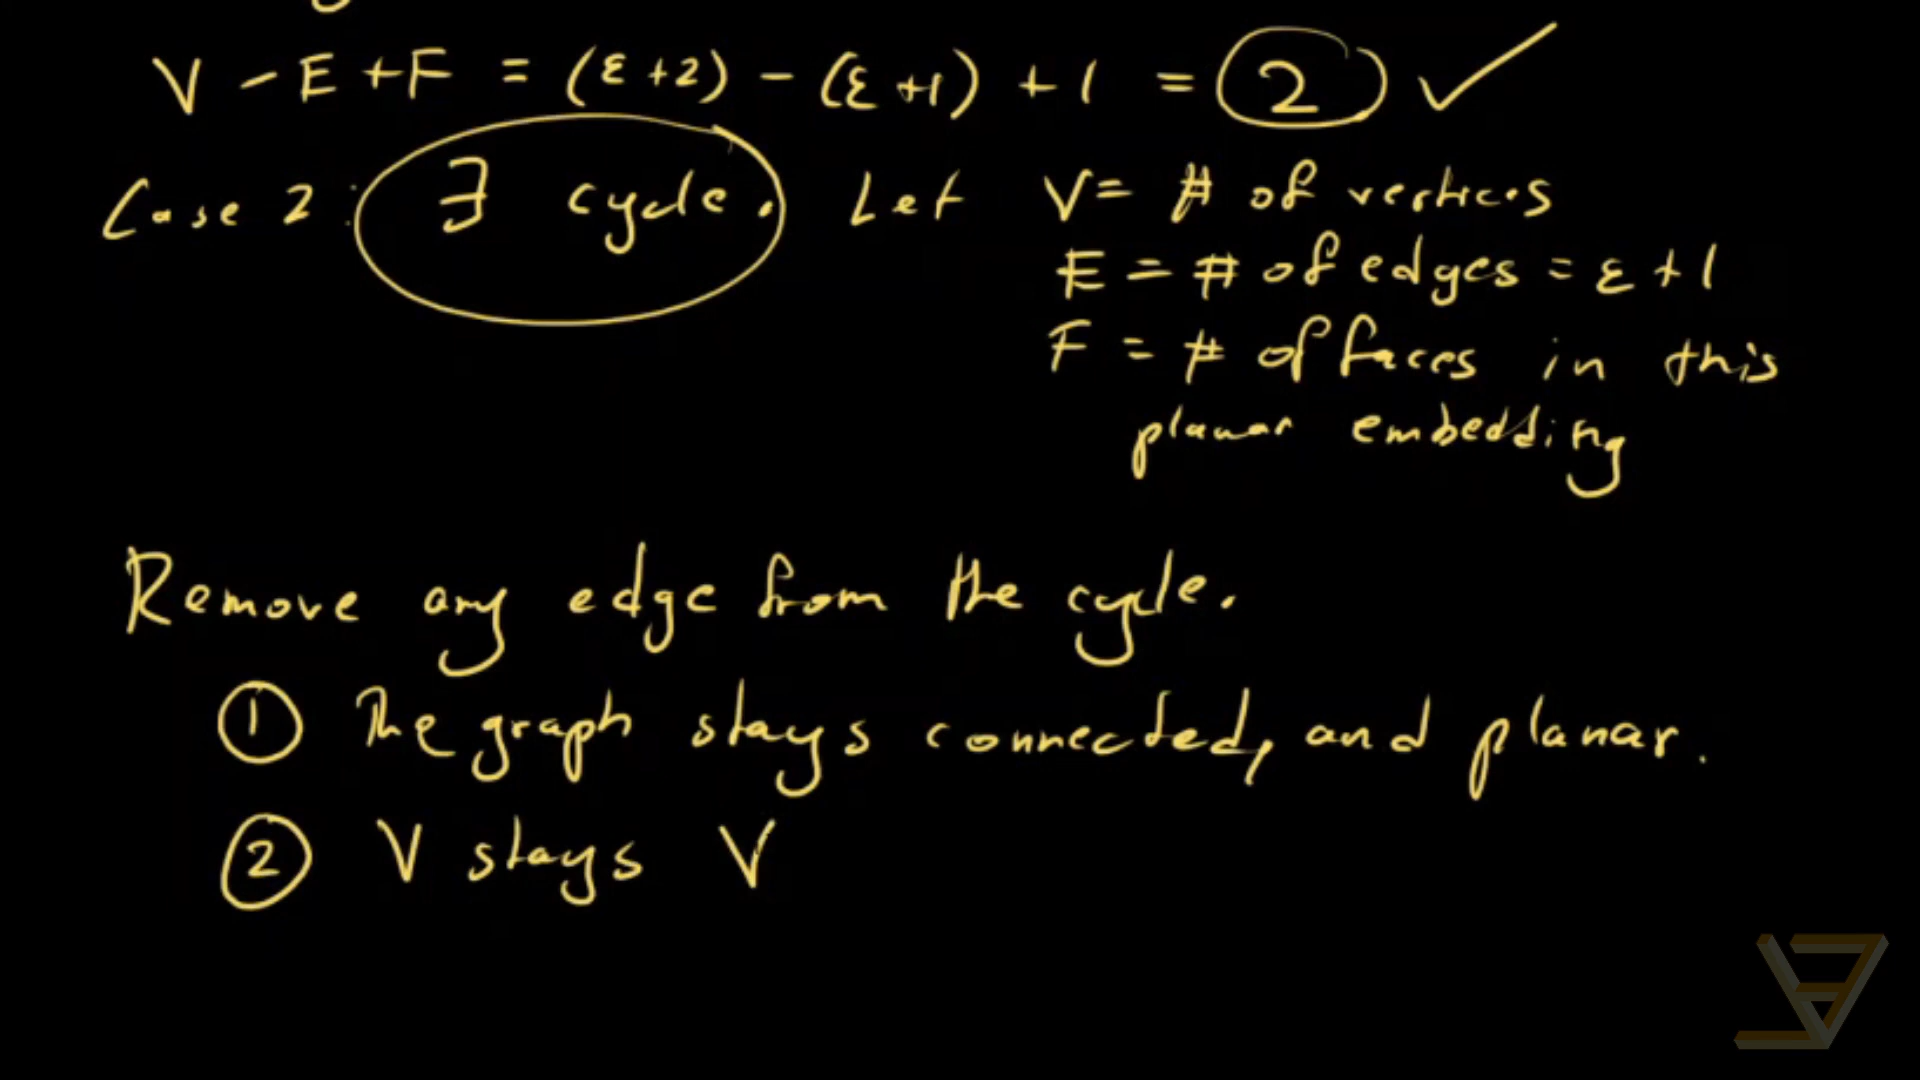 V - E + F = (ε+2) - (ε+1) + 1 = 2 ✓
Case 2: ∃ cycle. Let V = # of vertices
E = # of edges = ε + 1
F = # of faces in this
planar embedding
Remove any edge from the cycle.
① The graph stays connected, and planar.
② V stays V